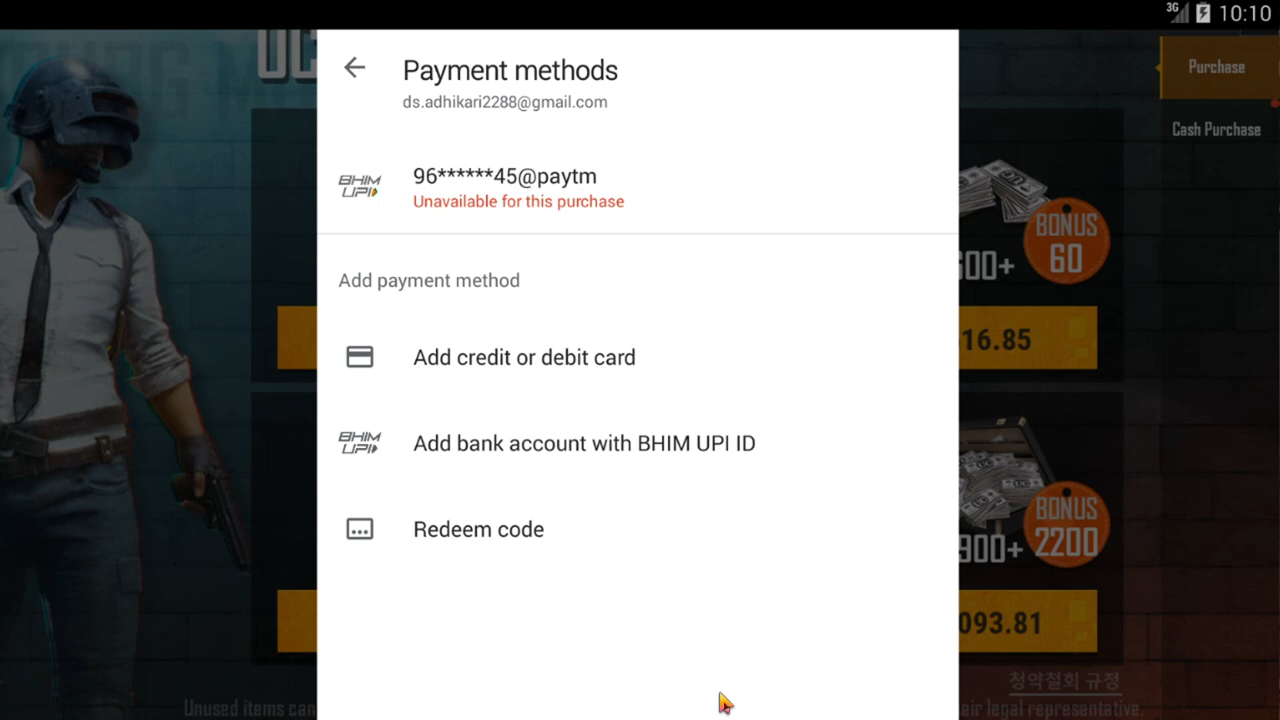 3G 10:10
UC
Payment methods
ds.adhikari2288@gmail.com
Purchase
Cash Purchase
BHIM UPI 96******45@paytm
Unavailable for this purchase
BONUS
60
Add payment method
16.85
Add credit or debit card
BHIM UPI Add bank account with BHIM UPI ID
BONUS
2200
900+
Redeem code
093.81
청약철회 규정
Unused items can
eir legal representative.